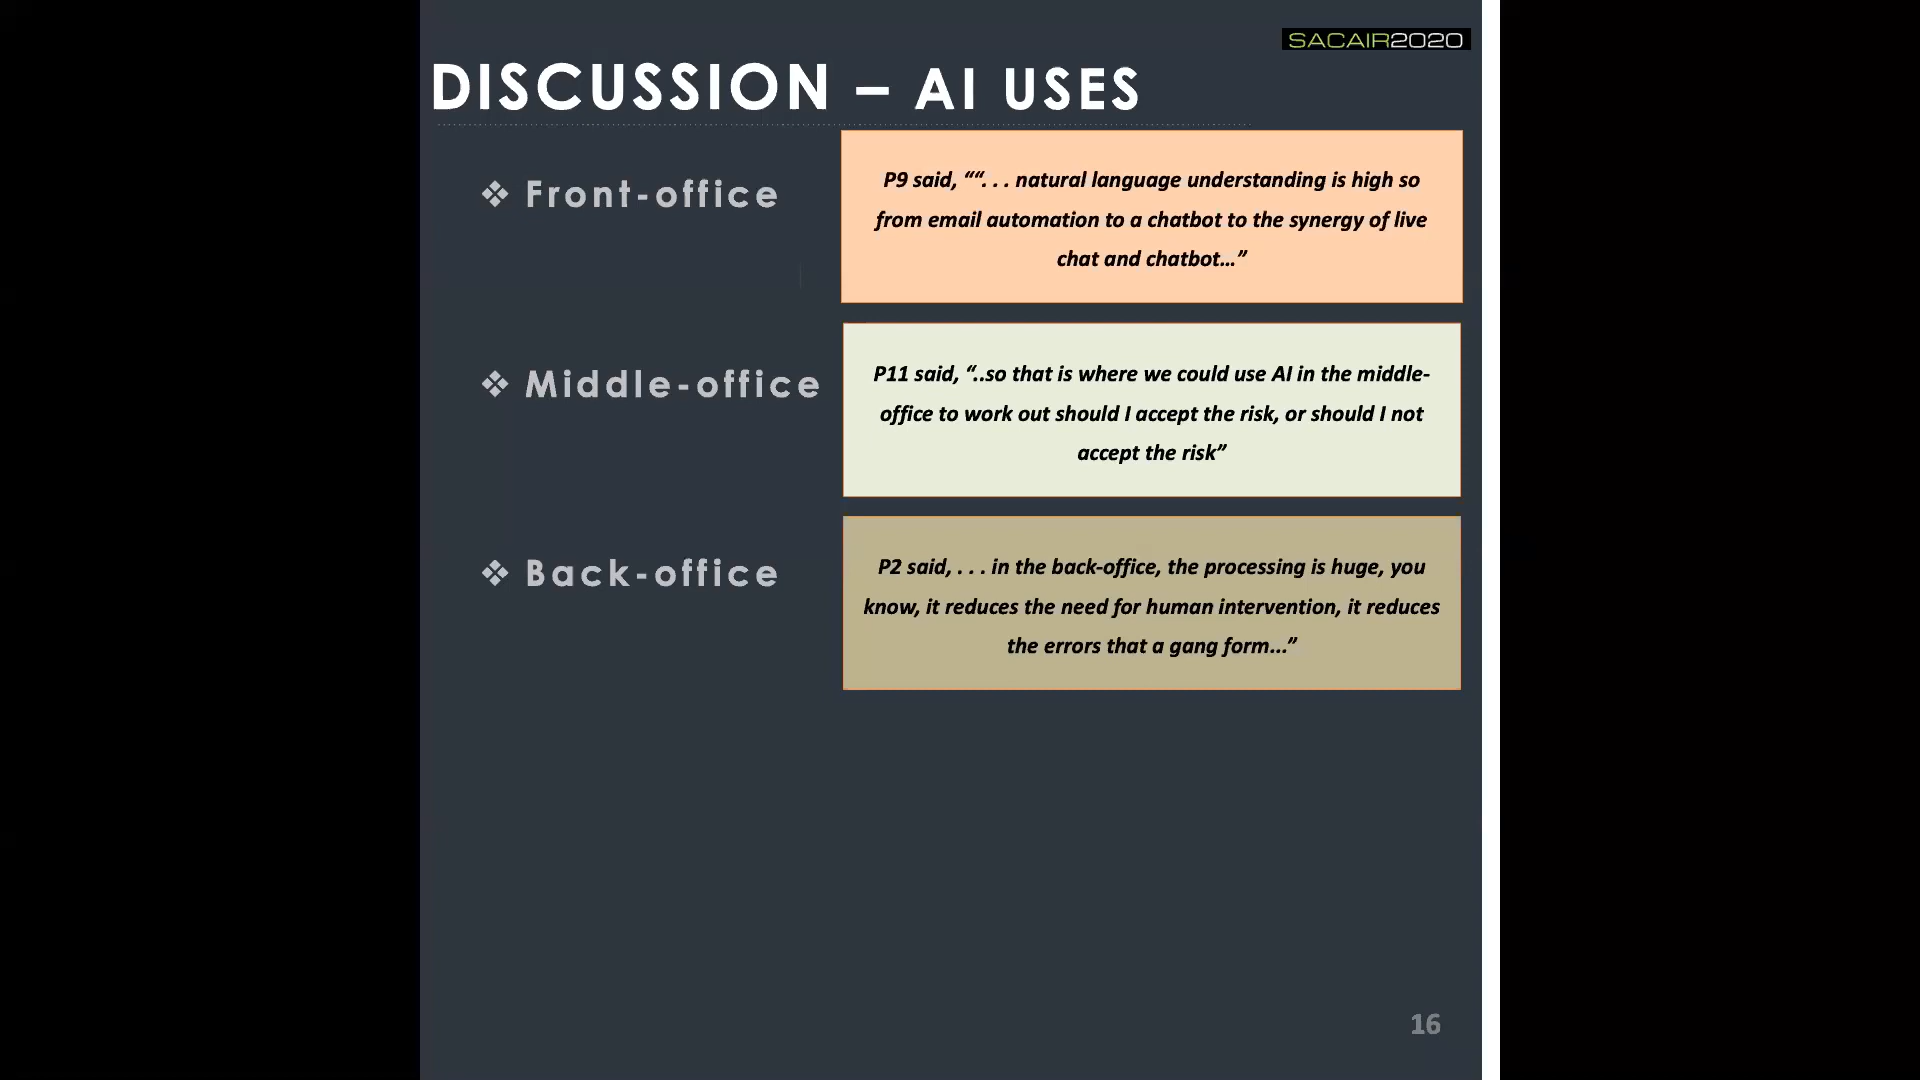 SACAIR2020
DISCUSSION – AI USES
❖ Front-office
P9 said, ““. . . natural language understanding is high so
from email automation to a chatbot to the synergy of live
chat and chatbot…”
❖ Middle-office
P11 said, “..so that is where we could use AI in the middle-
office to work out should I accept the risk, or should I not
accept the risk”
❖ Back-office
P2 said, . . . in the back-office, the processing is huge, you
know, it reduces the need for human intervention, it reduces
the errors that a gang form...”
16